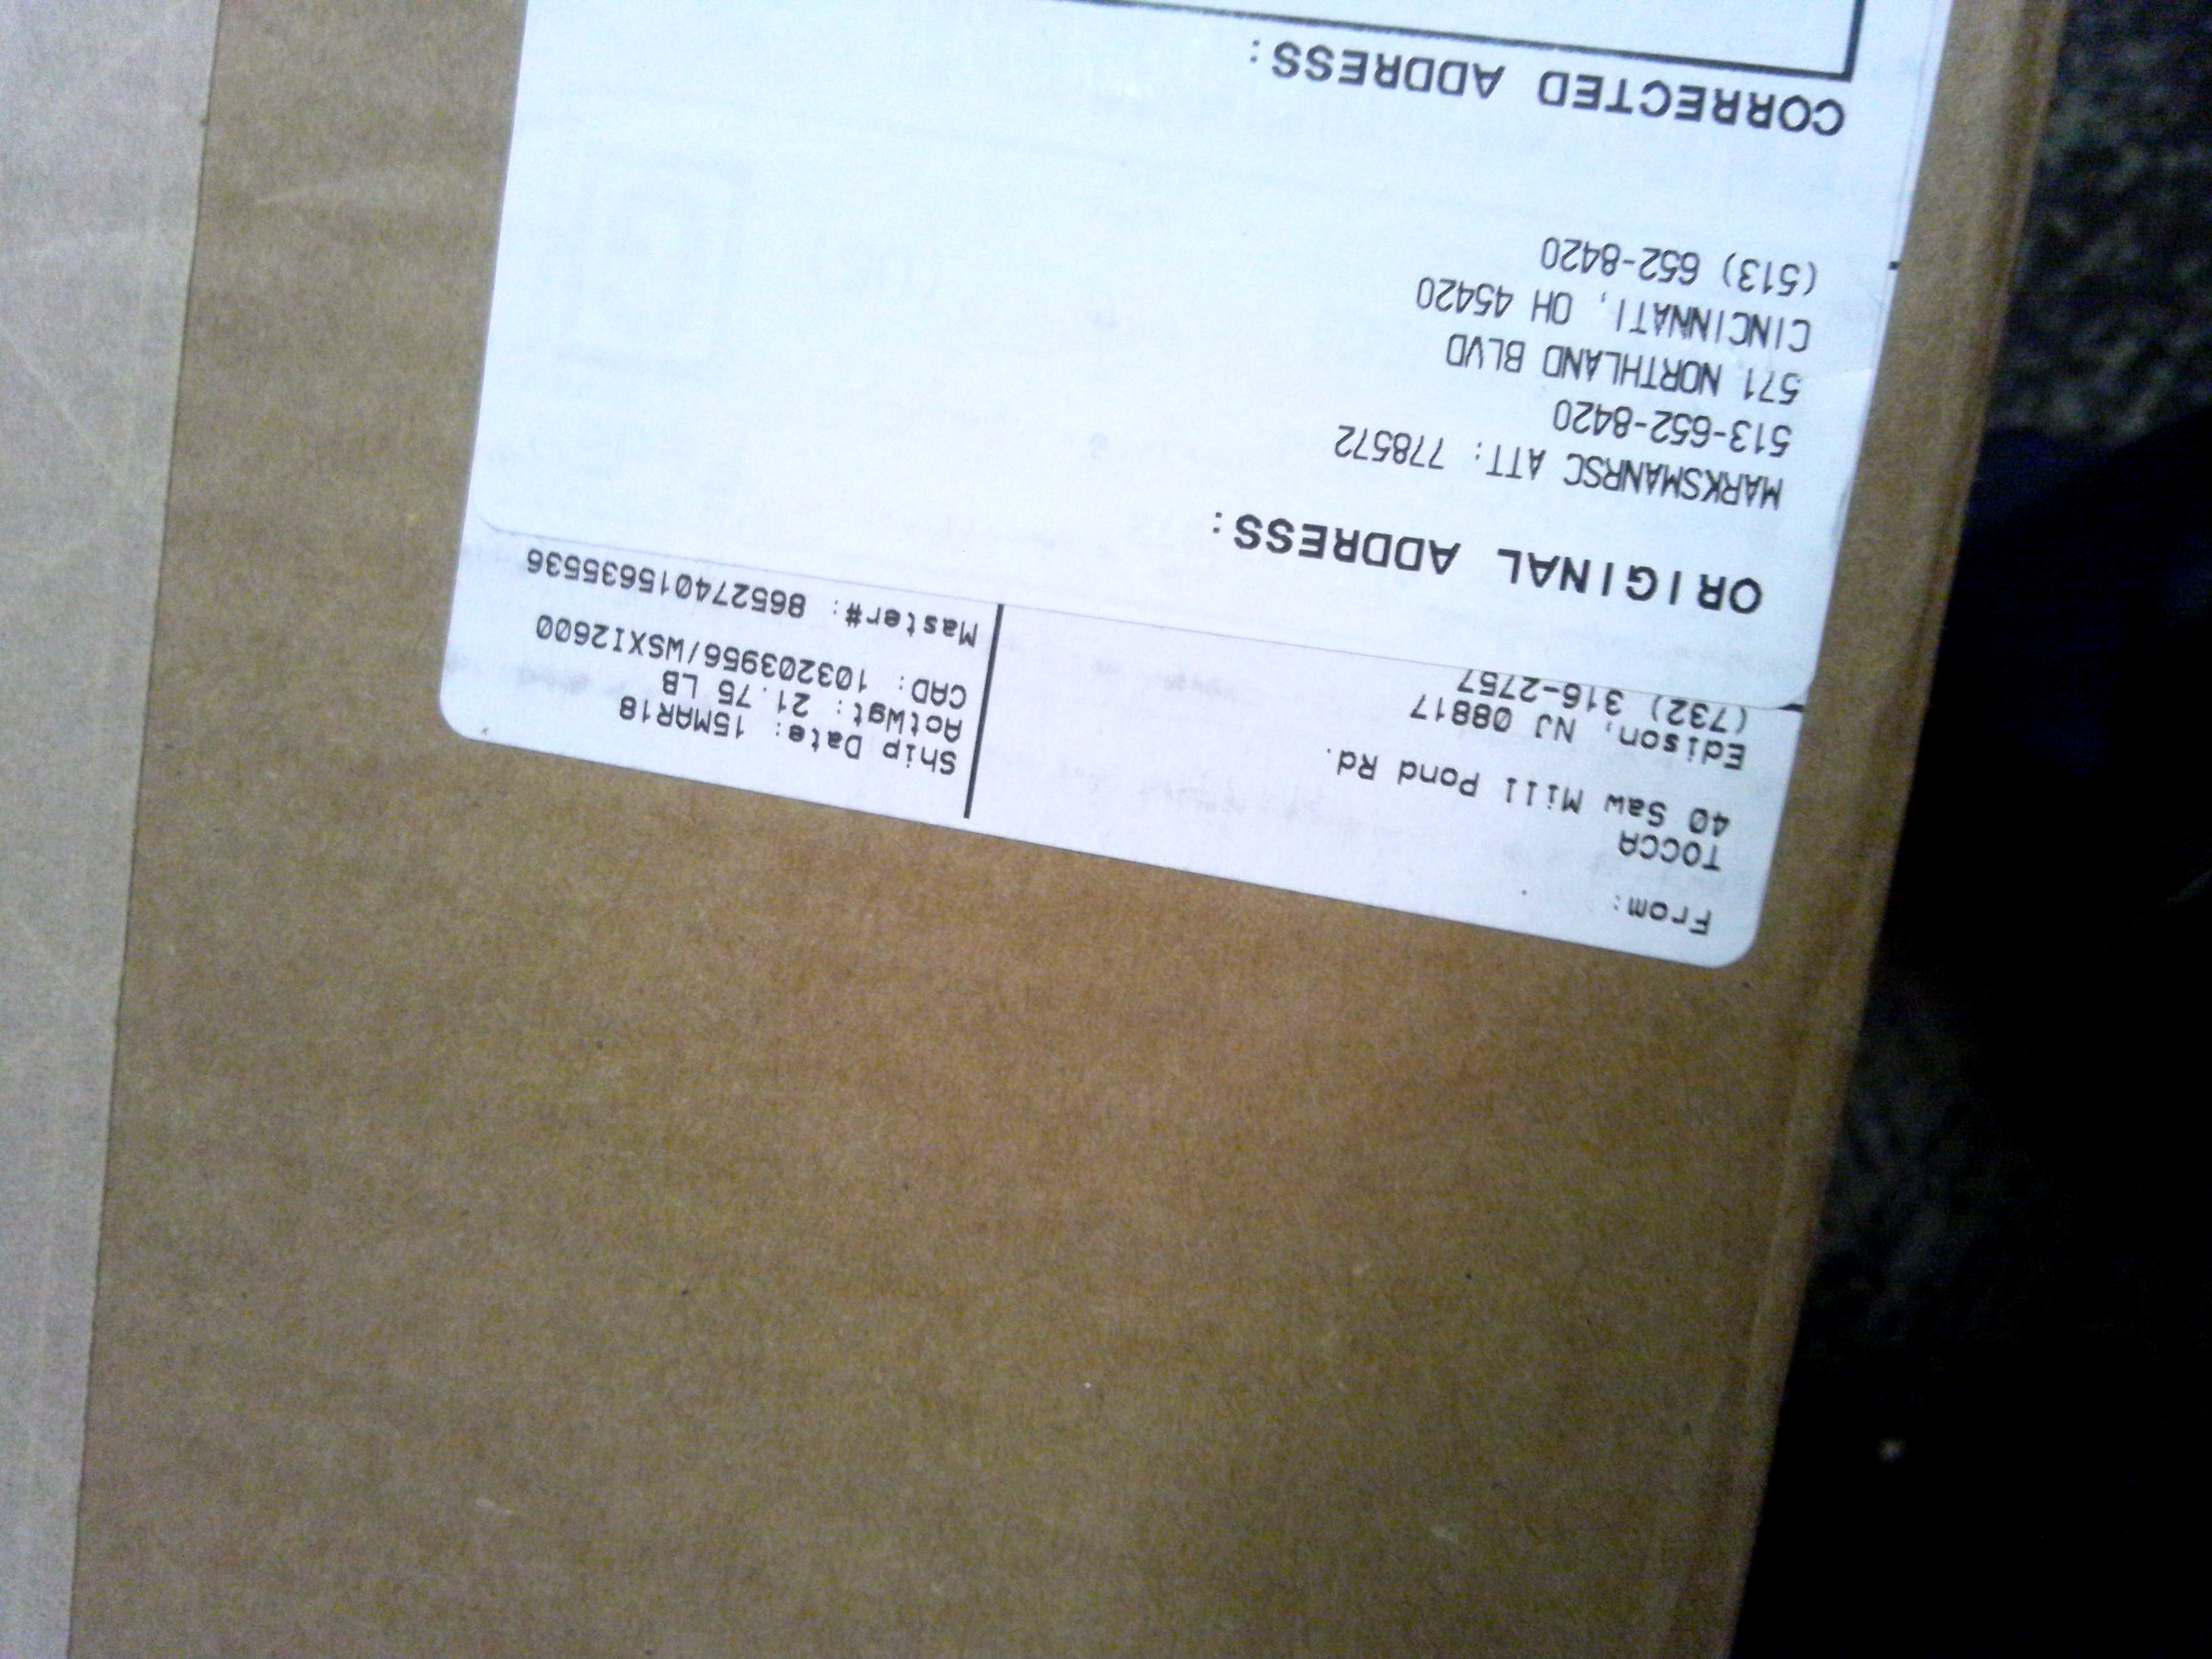 From:
TOCCA
40 Saw Mill Pond Rd.
Edison, NJ 08817
(732) 316-2757
Ship Date: 15MAR18
ActWgt: 21.75 LB
CAD: 103203956/WSXI2600
Master#: 865274015635536
ORIGINAL ADDRESS:
MARKSMANRSC ATT: 778572
513-652-8420
571 NORTHLAND BLVD
CINCINNATI, OH 45420
(513) 652-8420
CORRECTED ADDRESS: